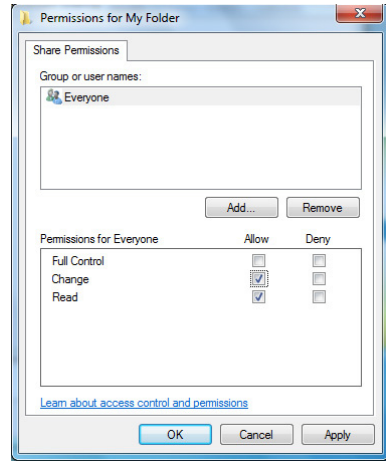 Permissions for My Folder
Share Permissions
Group or user names:
Everyone
Add... Remove
Permissions for Everyone Allow Deny
Full Control
Change
Read
Learn about access control and permissions
OK Cancel Apply